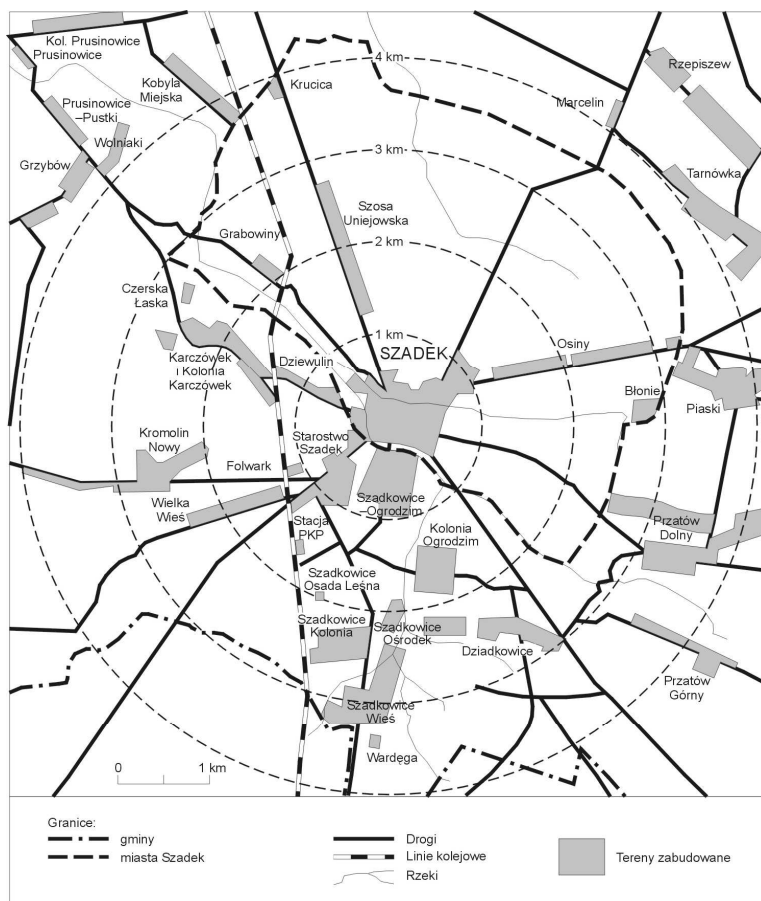 Kol. Prusinowice
Prusinowice
Kobyla
Miejska
Krucica
4 km
Rzepiszew
Marcelin
Prusinowice
–Pustki
Wolniaki
Grzybów
3 km
Tarnówka
Szosa
Uniejowska
Grabowiny
2 km
Czerska
Łaska
1 km
SZADEK
Osiny
Karczówek
i Kolonia
Karczówek
Dziewulin
Błonie
Piaski
Kromolin
Nowy
Starostwo
Szadek
Folwark
Wielka
Wieś
Szadkowice
–Ogrodzim
Stacja
PKP
Kolonia
Ogrodzim
Przatów
Dolny
Szadkowice
Osada Leśna
Szadkowice
Kolonia
Szadkowice
Ośrodek
Dziadkowice
Przatów
Górny
Szadkowice
Wieś
Wardęga
0 1 km
Granice:
gminy
miasta Szadek
Drogi
Linie kolejowe
Rzeki
Tereny zabudowane